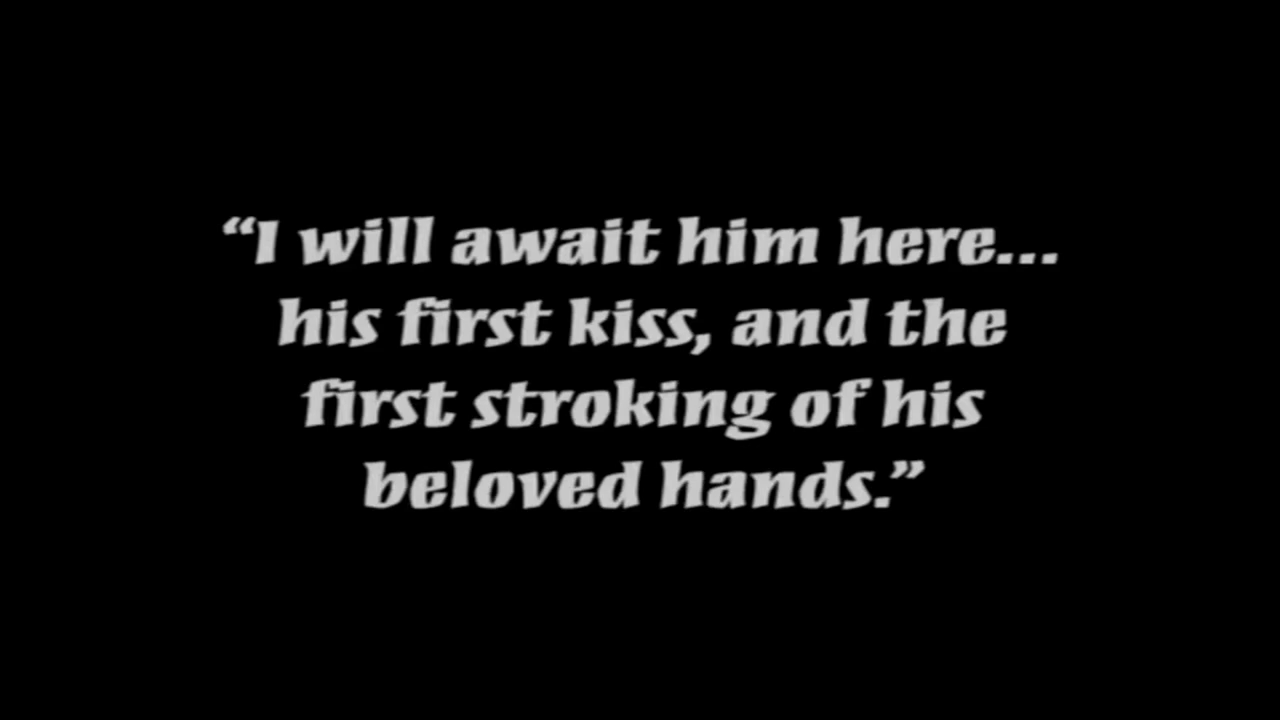 “I will await him here...
his first kiss, and the
first stroking of his
beloved hands.”